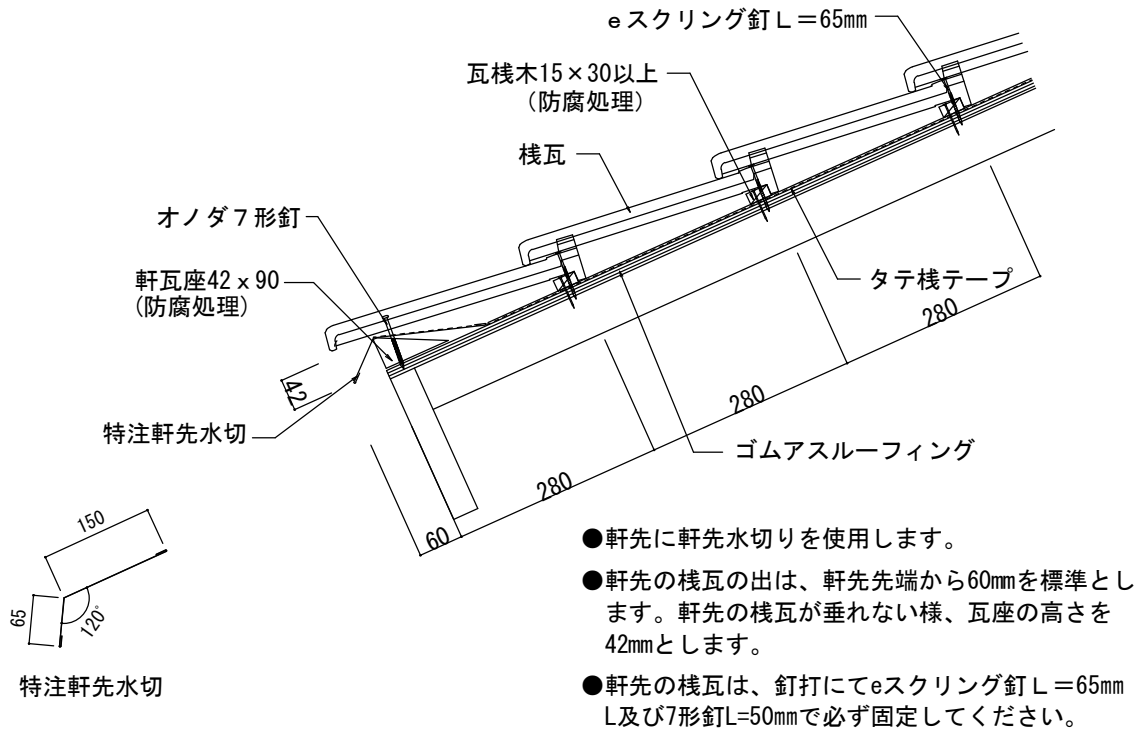 eスクリング釘L=65mm
瓦桟木15×30以上
(防腐処理)
桟瓦
オノダ7形釘
軒瓦座42x90
(防腐処理)
タテ桟テープ
280
42
280
特注軒先水切
ゴムアスルーフィング
280
60
150
65
120°
特注軒先水切
●軒先に軒先水切りを使用します。
●軒先の桟瓦の出は、軒先先端から60mmを標準とし
ます。軒先の桟瓦が垂れない様、瓦座の高さを
42mmとします。
●軒先の桟瓦は、釘打にてeスクリング釘L=65mm
L及び7形釘L=50mmで必ず固定してください。